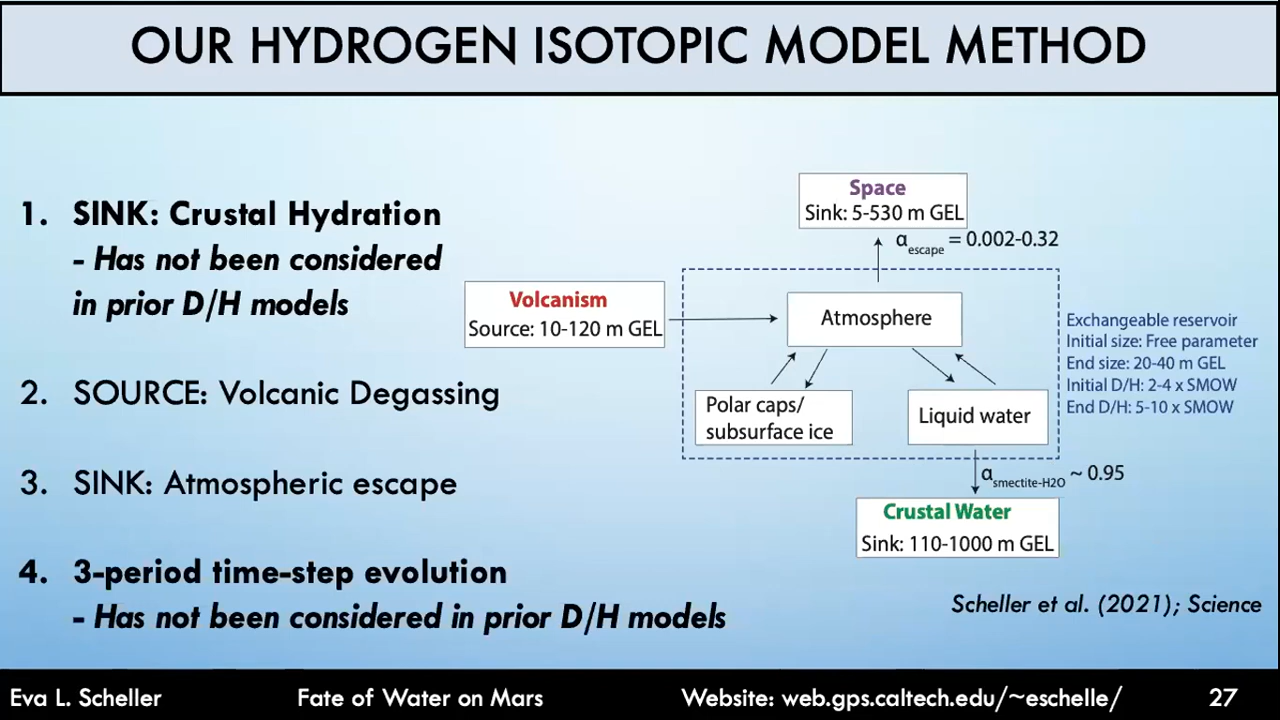 OUR HYDROGEN ISOTOPIC MODEL METHOD
1. SINK: Crustal Hydration
- Has not been considered
in prior D/H models
2. SOURCE: Volcanic Degassing
3. SINK: Atmospheric escape
4. 3-period time-step evolution
- Has not been considered in prior D/H models
Space
Sink: 5-530 m GEL
αescape = 0.002-0.32
Volcanism
Source: 10-120 m GEL
Atmosphere
Exchangeable reservoir
Initial size: Free parameter
End size: 20-40 m GEL
Initial D/H: 2-4 x SMOW
End D/H: 5-10 x SMOW
Polar caps/
subsurface ice
Liquid water
αsmectite-H2O ~ 0.95
Crustal Water
Sink: 110-1000 m GEL
Scheller et al. (2021); Science
Eva L. Scheller Fate of Water on Mars Website: web.gps.caltech.edu/~eschelle/ 27